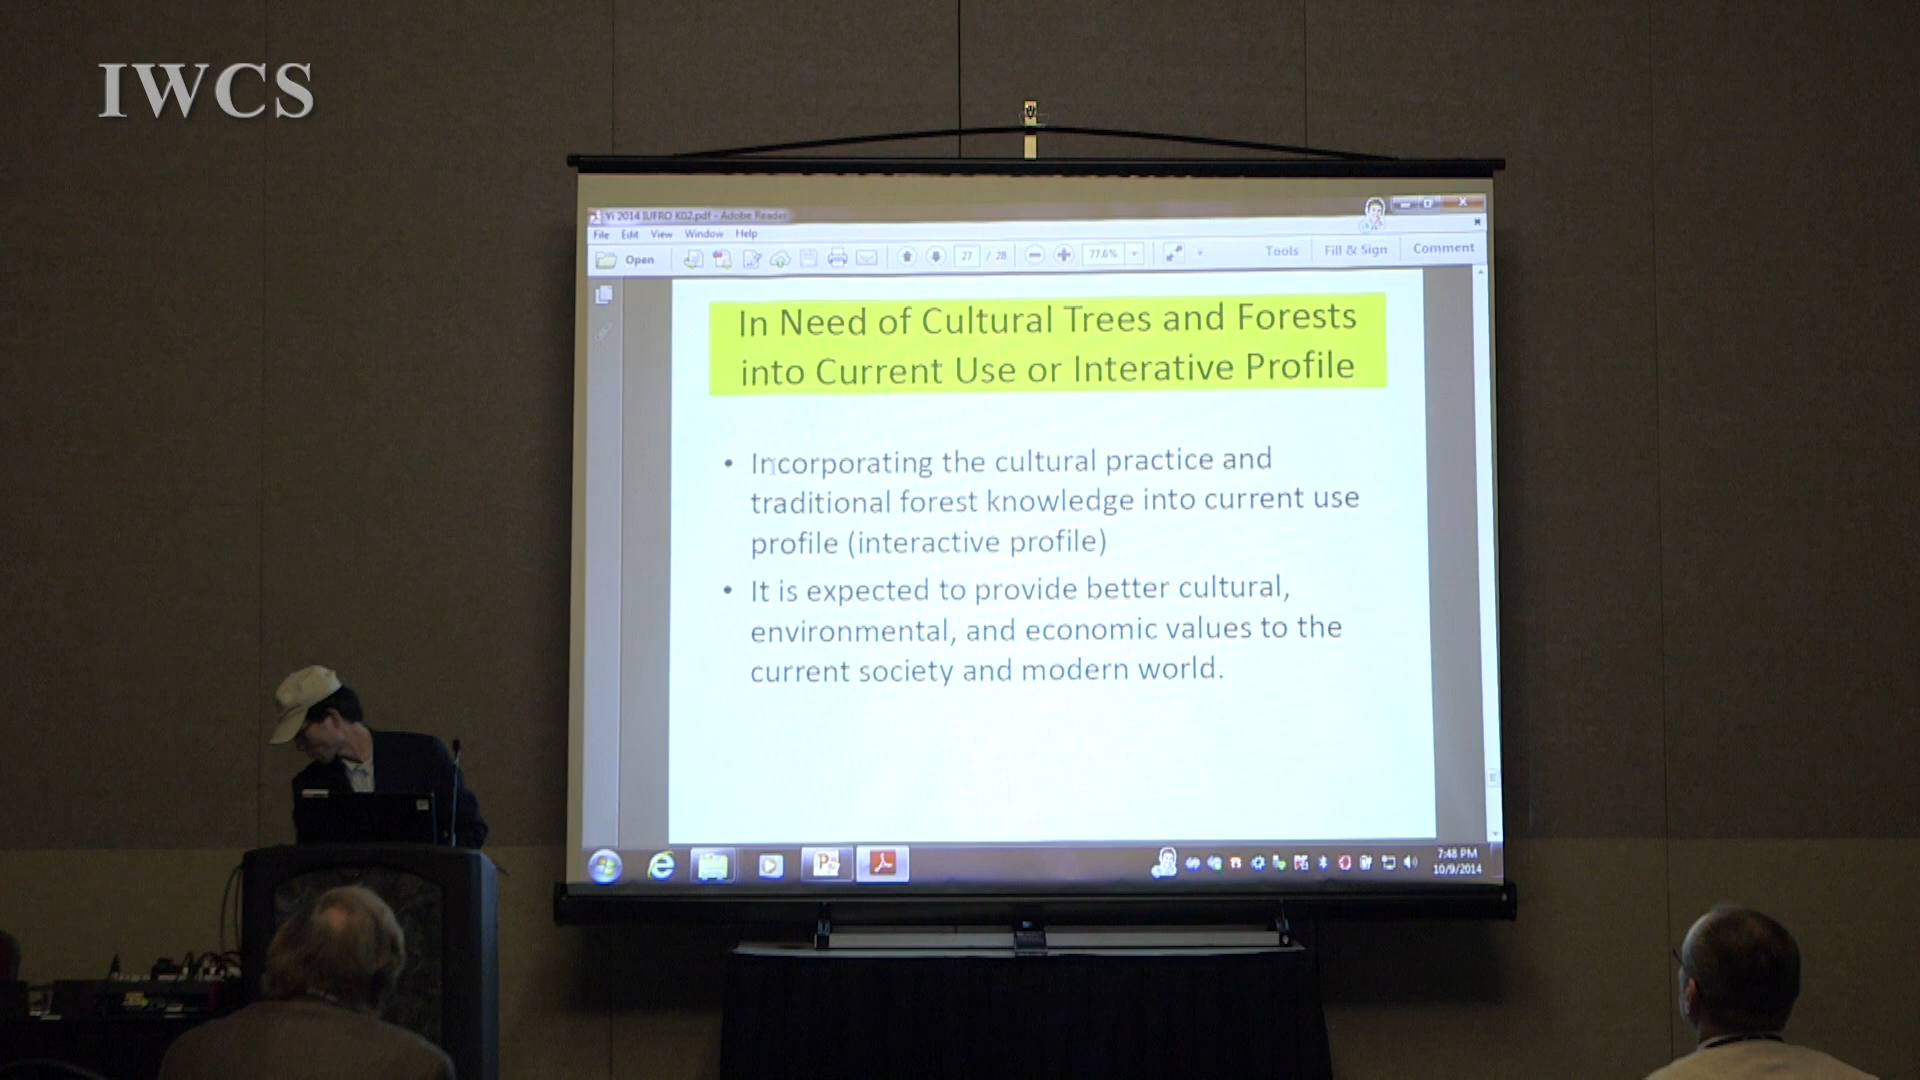 IWCS
Yi 2014 IUFRO K02.pdf - Adobe Reader
File Edit View Window Help
Open 27 / 28 77.6% Tools Fill & Sign Comment
In Need of Cultural Trees and Forests
into Current Use or Interative Profile
• Incorporating the cultural practice and
traditional forest knowledge into current use
profile (interactive profile)
• It is expected to provide better cultural,
environmental, and economic values to the
current society and modern world.
7:48 PM
10/9/2014